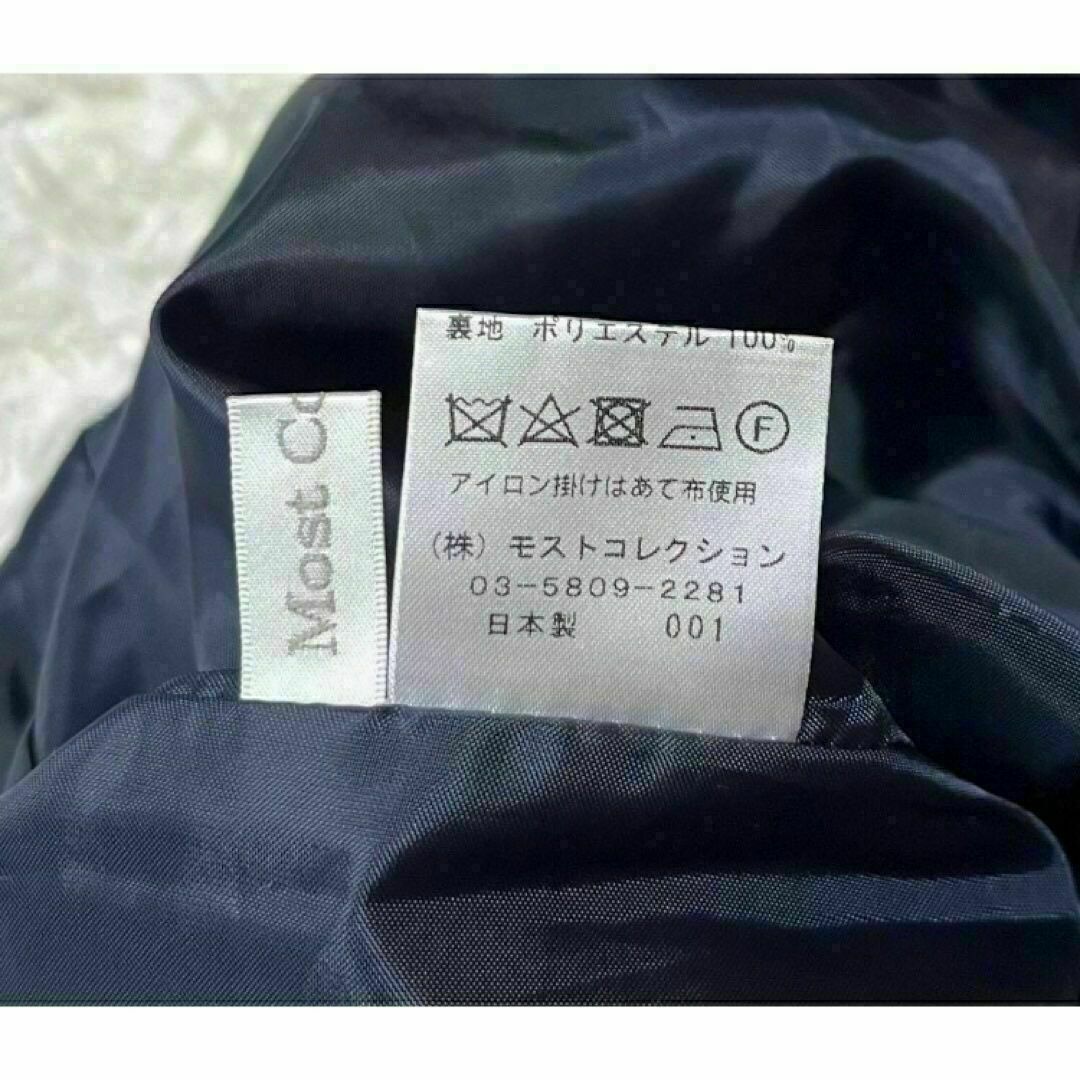 Most
裏地 ポリエステル 100%
F
アイロン掛けはあて布使用
(株) モストコレクション
03-5809-2281
日本製 001